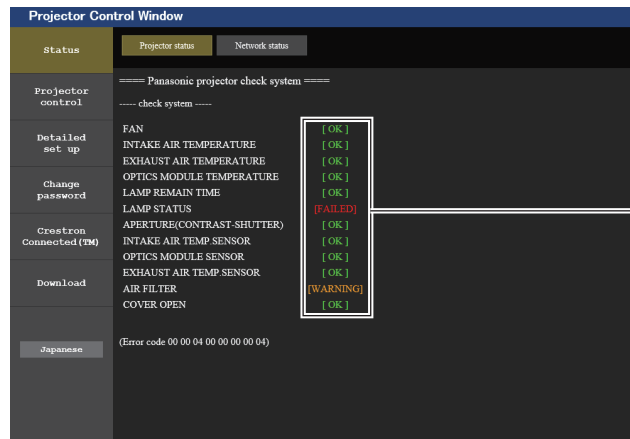 Projector Control Window
Status
Projector status
Network status
Projector
control
Detailed
set up
Change
password
Crestron
Connected(TM)
Download
Japanese
==== Panasonic projector check system ====
----- check system -----
FAN [ OK ]
INTAKE AIR TEMPERATURE [ OK ]
EXHAUST AIR TEMPERATURE [ OK ]
OPTICS MODULE TEMPERATURE [ OK ]
LAMP REMAIN TIME [ OK ]
LAMP STATUS [FAILED]
APERTURE(CONTRAST-SHUTTER) [ OK ]
INTAKE AIR TEMP.SENSOR [ OK ]
OPTICS MODULE SENSOR [ OK ]
EXHAUST AIR TEMP.SENSOR [ OK ]
AIR FILTER [WARNING]
COVER OPEN [ OK ]
(Error code 00 00 04 00 00 00 00 04)